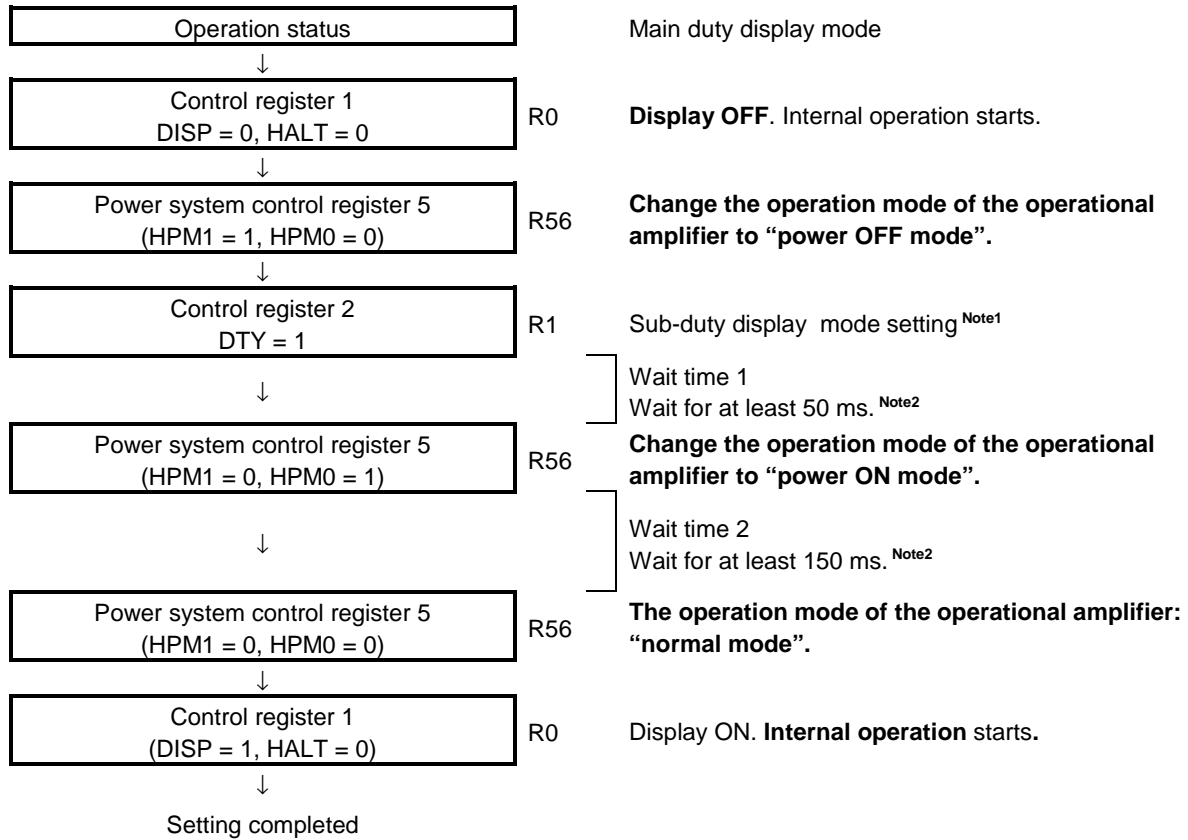 Operation status
Main duty display mode
↓
Control register 1
DISP = 0, HALT = 0
R0
Display OFF. Internal operation starts.
↓
Power system control register 5
(HPM1 = 1, HPM0 = 0)
R56
Change the operation mode of the operational
amplifier to “power OFF mode”.
↓
Control register 2
DTY = 1
R1
Sub-duty display mode setting Note1
↓
Wait time 1
Wait for at least 50 ms. Note2
Power system control register 5
(HPM1 = 0, HPM0 = 1)
R56
Change the operation mode of the operational
amplifier to “power ON mode”.
↓
Wait time 2
Wait for at least 150 ms. Note2
Power system control register 5
(HPM1 = 0, HPM0 = 0)
R56
The operation mode of the operational amplifier:
“normal mode”.
↓
Control register 1
(DISP = 1, HALT = 0)
R0
Display ON. Internal operation starts.
↓
Setting completed